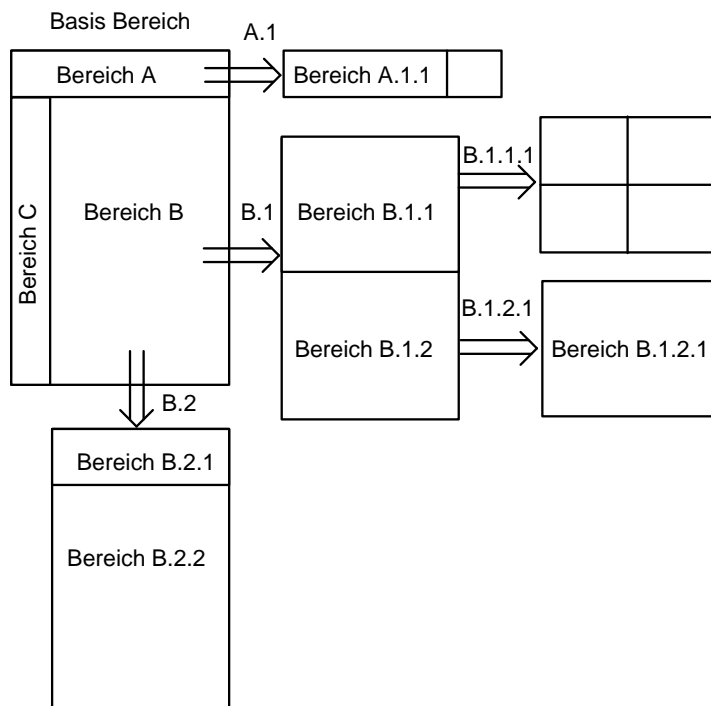 Basis Bereich
A.1
Bereich A
Bereich A.1.1
B.1.1.1
Bereich C
Bereich B
B.1
Bereich B.1.1
B.1.2.1
Bereich B.1.2
Bereich B.1.2.1
B.2
Bereich B.2.1
Bereich B.2.2